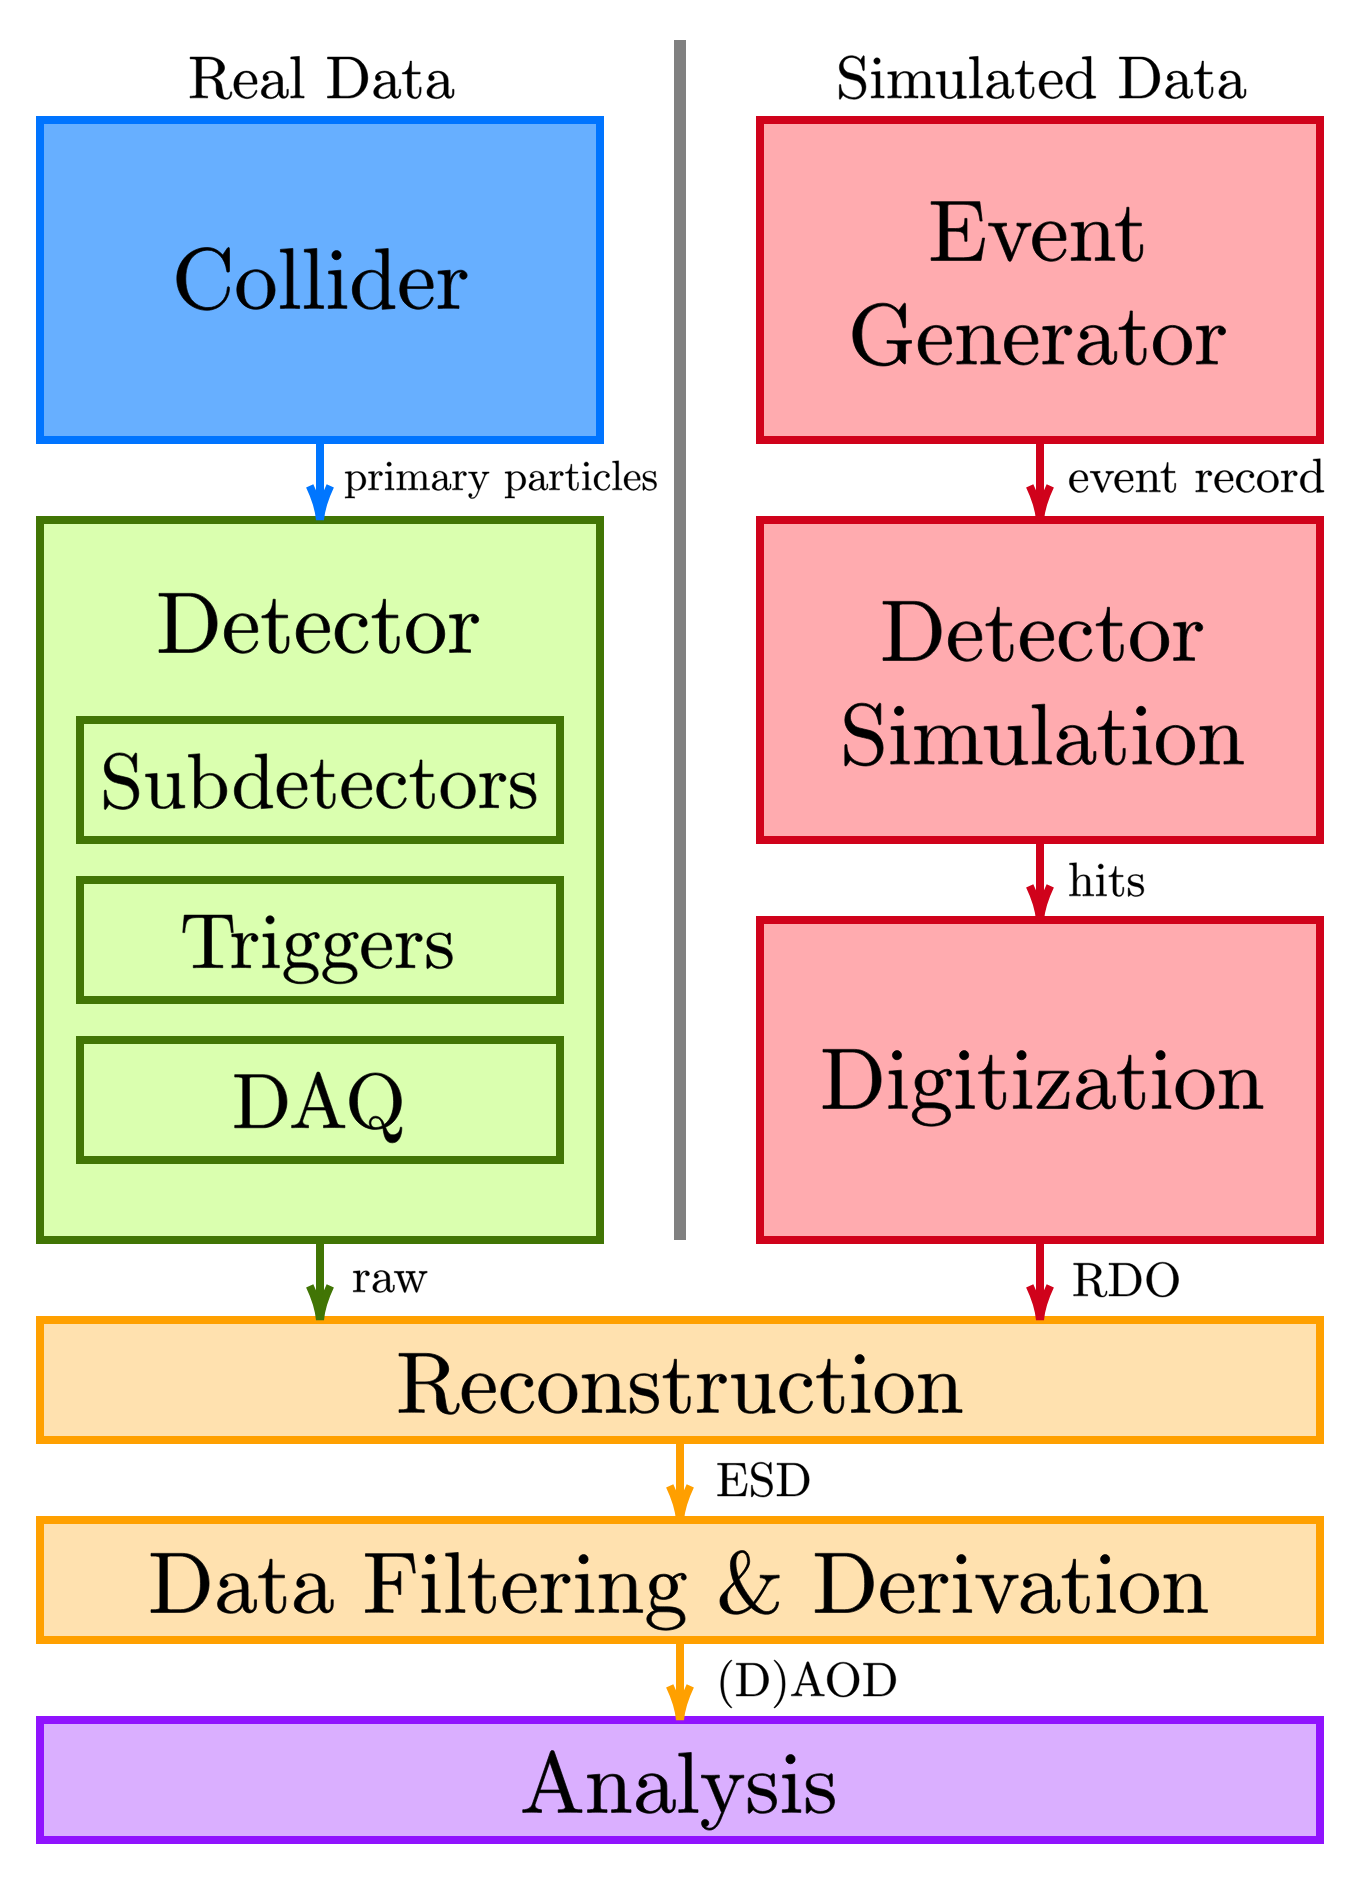 Real Data
Collider
primary particles
Detector
Subdetectors
Triggers
DAQ
raw
Simulated Data
Event
Generator
event record
Detector
Simulation
hits
Digitization
RDO
Reconstruction
ESD
Data Filtering & Derivation
(D)AOD
Analysis